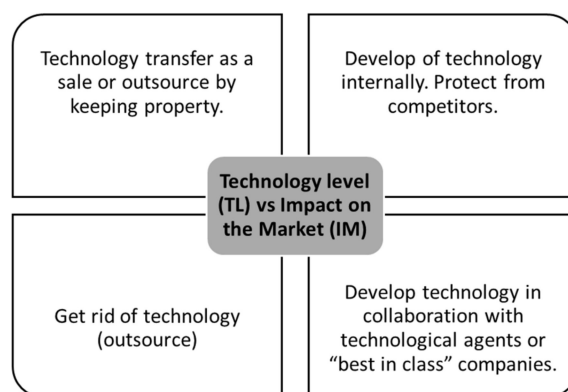 Technology transfer as a
sale or outsource by
keeping property.
Develop of technology
internally. Protect from
competitors.
Technology level
(TL) vs Impact on
the Market (IM)
Get rid of technology
(outsource)
Develop technology in
collaboration with
technological agents or
“best in class” companies.